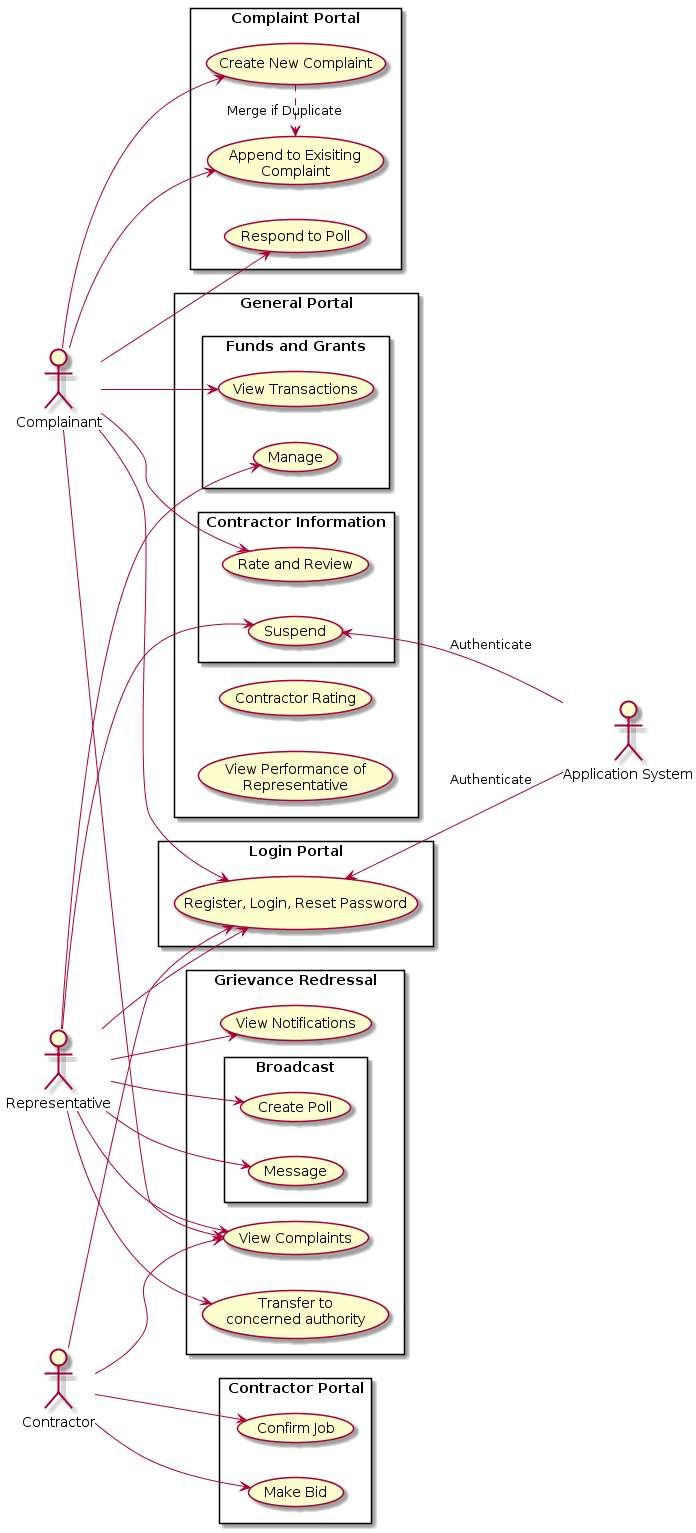 Complaint Portal
Create New Complaint
Merge if Duplicate
Append to Exisiting
Complaint
Respond to Poll
General Portal
Funds and Grants
View Transactions
Complainant
Manage
Contractor Information
Rate and Review
Suspend
Authenticate
Contractor Rating
View Performance of
Representative
Application System
Authenticate
Login Portal
Register, Login, Reset Password
Grievance Redressal
View Notifications
Broadcast
Create Poll
Representative
Message
View Complaints
Transfer to
concerned authority
Contractor Portal
Contractor
Confirm Job
Make Bid